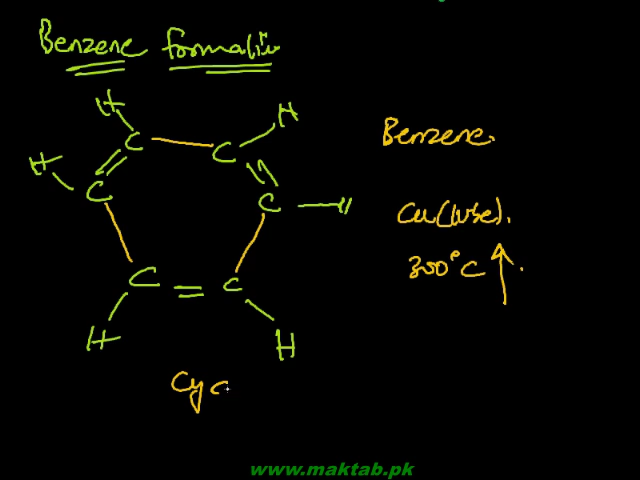 Benzene formation
H
H
H
C
C
C
C
H
C
C
H
H
Benzene.
Cu (tube).
300°C ↑.
Cyc
www.maktab.pk